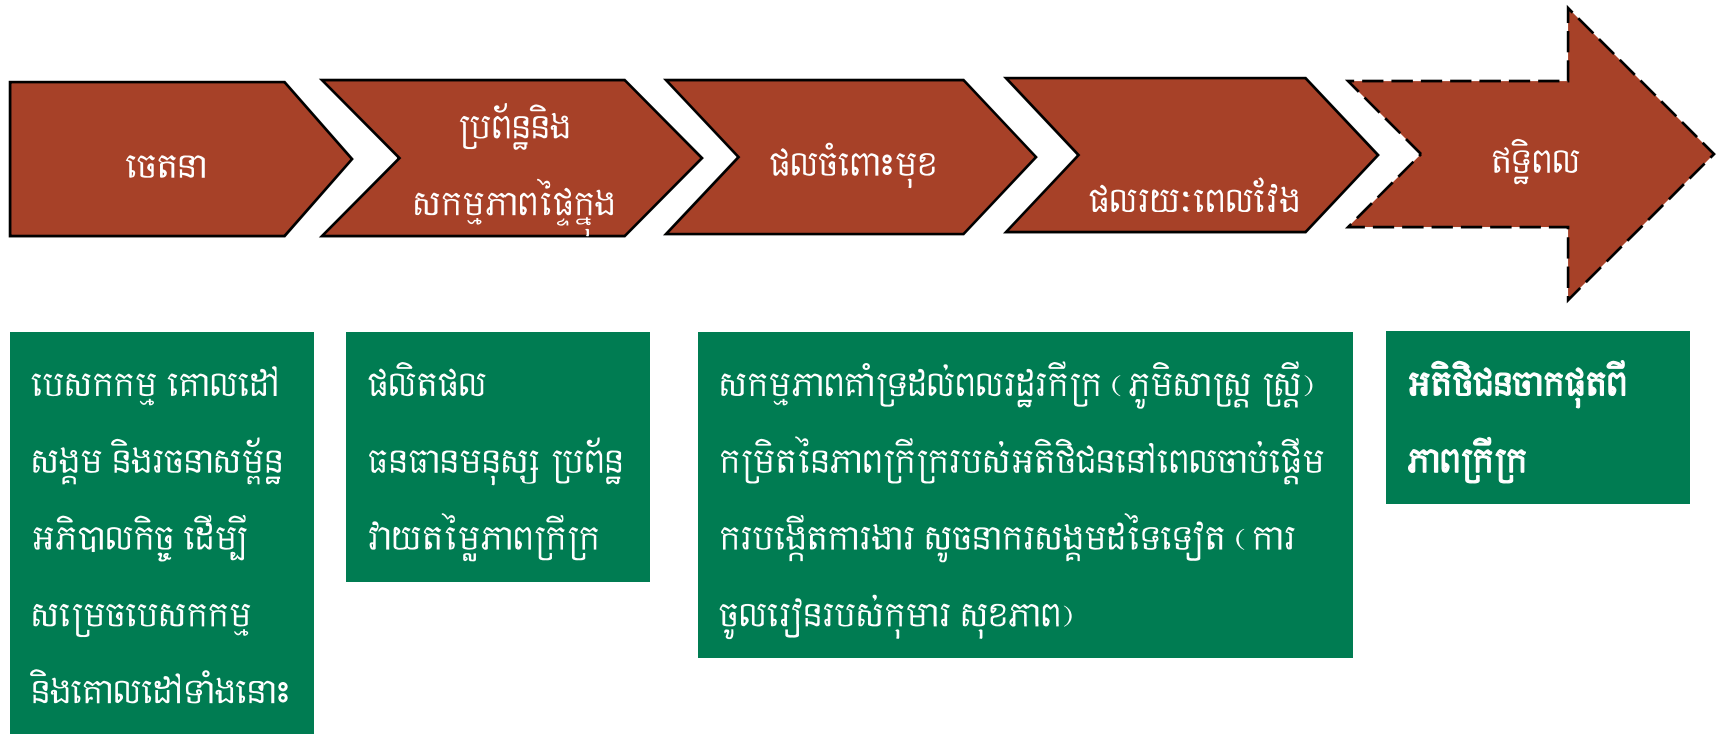 ចេតនា
ប្រព័ន្ធនិង
សកម្មភាពផ្ទៃក្នុង
ផលចំពោះមុខ
ផលរយៈពេលវែង
ឥទ្ធិពល
បេសកកម្ម គោលដៅ
សង្គម និងរចនាសម្ព័ន្ធ
អភិបាលកិច្ច ដើម្បី
សម្រេចបេសកកម្ម
និងគោលដៅទាំងនោះ
ផលិតផល
ធនធានមនុស្ស ប្រព័ន្ធ
វាយតម្លៃភាពក្រីក្រ
សកម្មភាពគាំទ្រដល់ពលរដ្ឋរកីក្រ (ភូមិសាស្ត្រ ស្ត្រី)
កម្រិតនៃភាពក្រីក្ររបស់អតិថិជននៅពេលចាប់ផ្ដើម
ករបង្កើតការងារ សូចនាករសង្គមដទៃទៀត (ការ
ចូលរៀនរបស់កុមារ សុខភាព)
អតិថិជនចាកផុតពី
ភាពក្រីក្រ